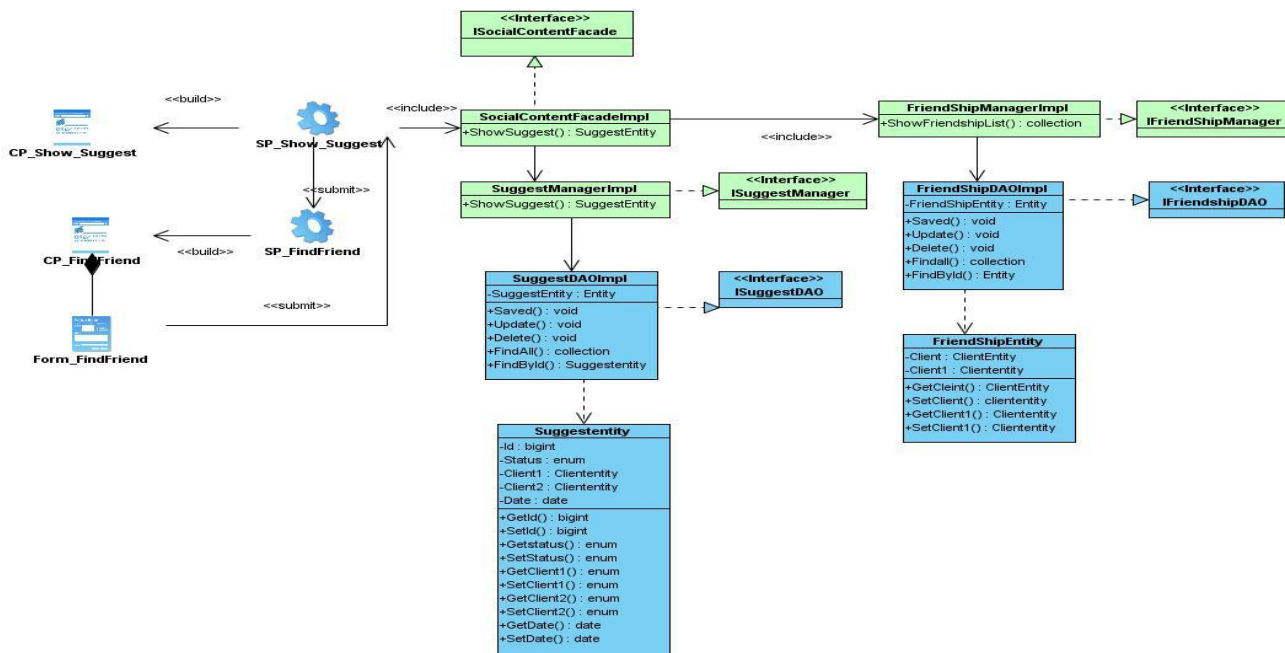 <<Interface>>
ISocialContentFacade
<<build>>
<<include>>
CP_Show_Suggest
SP_Show_Suggest
SocialContentFacadeImpl
+ShowSuggest() : SuggestEntity
<<include>>
FriendShipManagerImpl
+ShowFriendshipList() : collection
<<Interface>>
IFriendShipManager
<<submit>>
SuggestManagerImpl
+ShowSuggest() : SuggestEntity
<<Interface>>
ISuggestManager
FriendShipDAOImpl
-FriendShipEntity : Entity
+Saved() : void
+Update() : void
+Delete() : void
+Findall() : collection
+FindById() : Entity
<<Interface>>
IFriendshipDAO
CP_FindFriend
<<build>>
SP_FindFriend
SuggestDAOImpl
-SuggestEntity : Entity
+Saved() : void
+Update() : void
+Delete() : void
+FindAll() : collection
+FindById() : Suggestentity
<<Interface>>
ISuggestDAO
<<submit>>
Form_FindFriend
FriendShipEntity
-Client : ClientEntity
-Client1 : Cliententity
+GetCleint() : ClientEntity
+SetClient() : cliententity
+GetClient1() : Cliententity
+SetClient1() : Cliententity
Suggestentity
-Id : bigint
-Status : enum
-Client1 : Cliententity
-Client2 : Cliententity
-Date : date
+GetId() : bigint
+SetId() : bigint
+Getstatus() : enum
+SetStatus() : enum
+GetClient1() : enum
+SetClient1() : enum
+GetClient2() : enum
+SetClient2() : enum
+GetDate() : date
+SetDate() : date